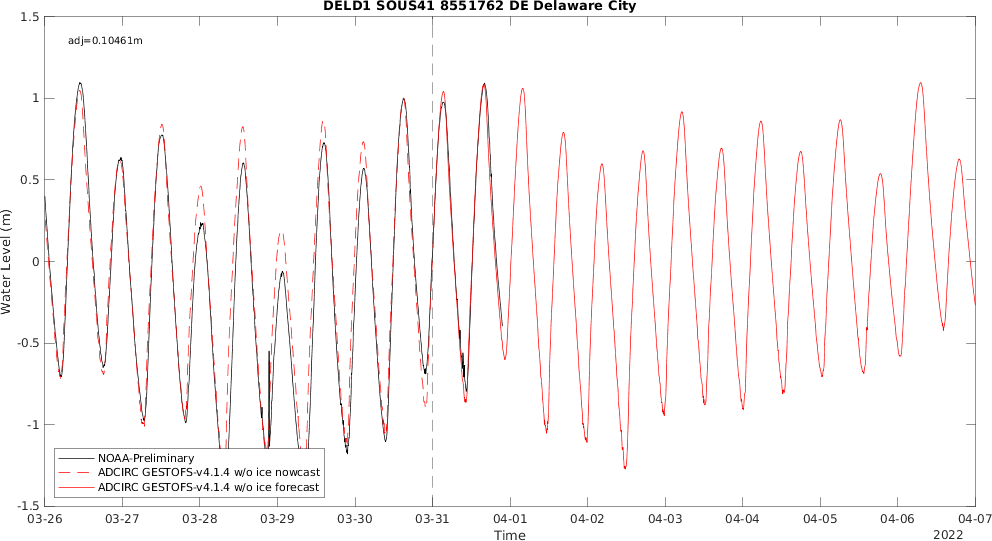 DELD1 SOUS41 8551762 DE Delaware City
adj=0.10461m
1.5
1
0.5
0
-0.5
-1
-1.5
Water Level (m)
NOAA-Preliminary
ADCIRC GESTOFS-v4.1.4 w/o ice nowcast
ADCIRC GESTOFS-v4.1.4 w/o ice forecast
03-26 03-27 03-28 03-29 03-30 03-31 04-01 04-02 04-03 04-04 04-05 04-06 04-07
Time
2022